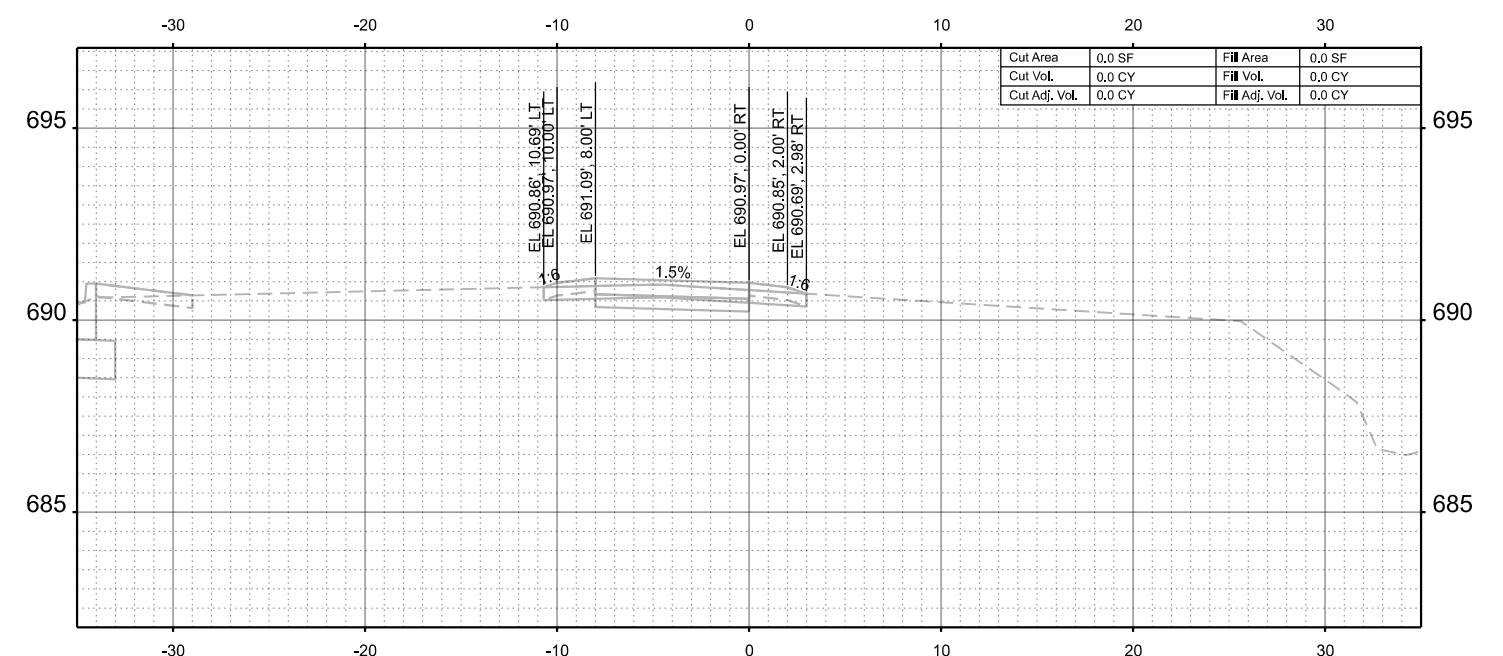 -30 -10 0 10 20 30
Cut Area 0.0 SF Fill Area 0.0 SF
Cut Vol. 0.0 CY Fill Vol. 0.0 CY
Cut Adj. Vol. 0.0 CY Fill Adj. Vol. 0.0 CY
695 695
EL 690.86', 10.69' LT
EL 690.97', 10.00' LT
EL 691.09', 8.00' LT
EL 690.97', 0.00' RT
EL 690.85', 2.00' RT
EL 690.69', 2.98' RT
1:6 1.5% 1:6
690 690
685 685
-30 -20 -10 0 10 20 30